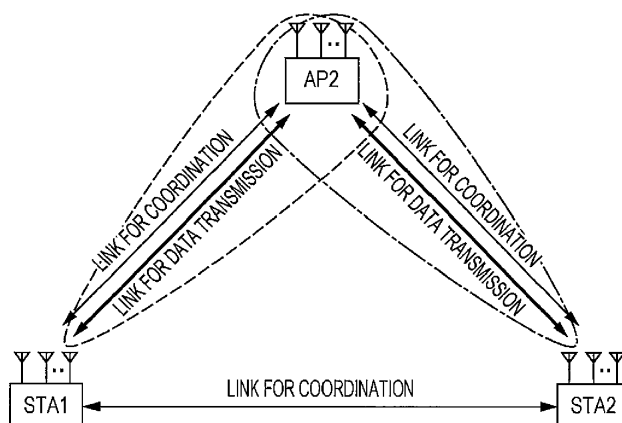 AP2
LINK FOR COORDINATION
LINK FOR DATA TRANSMISSION
LINK FOR COORDINATION
LINK FOR DATA TRANSMISSION
STA1
LINK FOR COORDINATION
STA2